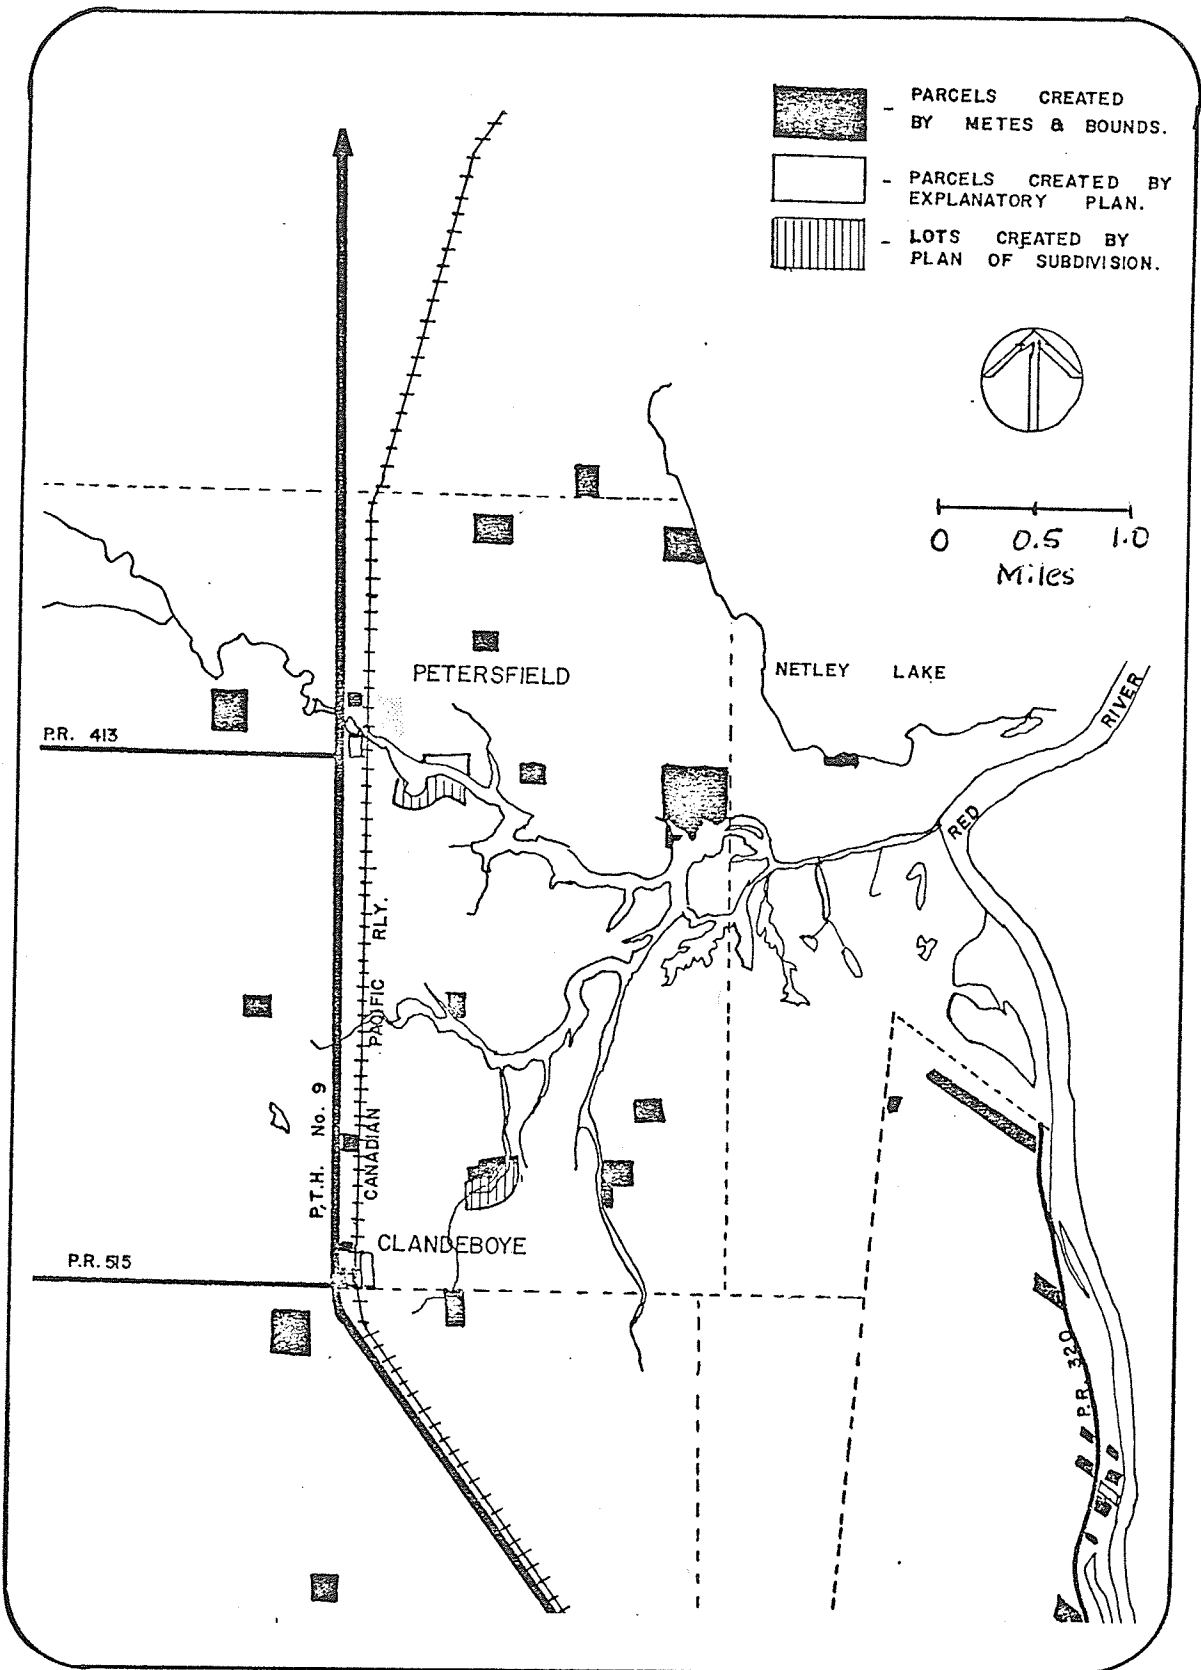 PARCELS CREATED
BY METES & BOUNDS.
PARCELS CREATED BY
EXPLANATORY PLAN.
LOTS CREATED BY
PLAN OF SUBDIVISION.
0 0.5 1.0
Miles
PETERSFIELD
NETLEY LAKE
RED RIVER
P.R. 413
CANADIAN PACIFIC RLY.
P.T.H. No. 9
CLANDEBOYE
P.R. 515
P.R. 320